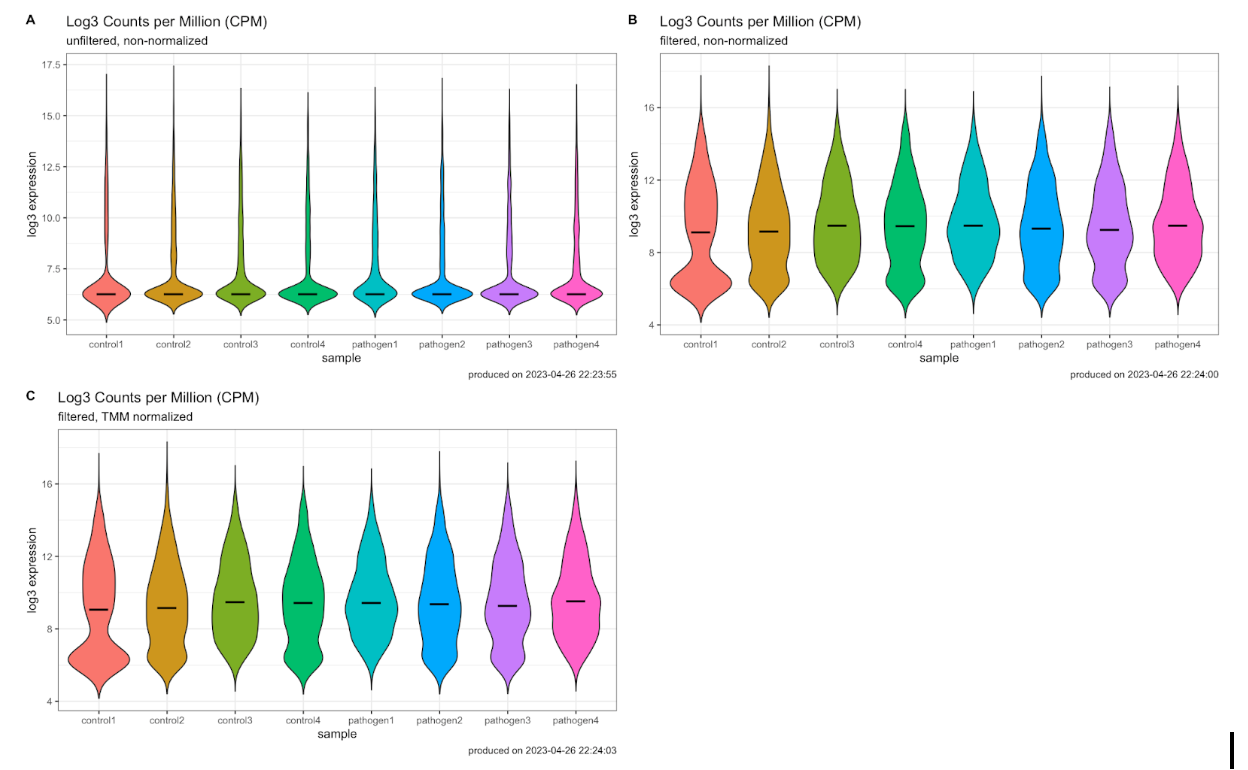 A
Log3 Counts per Million (CPM)
unfiltered, non-normalized
17.5
15.0
12.5
10.0
7.5
5.0
log3 expression
control1 control2 control3 control4 pathogen1 pathogen2 pathogen3 pathogen4
sample
produced on 2023-04-26 22:23:55
B
Log3 Counts per Million (CPM)
filtered, non-normalized
16
12
8
4
log3 expression
control1 control2 control3 control4 pathogen1 pathogen2 pathogen3 pathogen4
sample
produced on 2023-04-26 22:24:00
C
Log3 Counts per Million (CPM)
filtered, TMM normalized
16
12
8
4
log3 expression
control1 control2 control3 control4 pathogen1 pathogen2 pathogen3 pathogen4
sample
produced on 2023-04-26 22:24:03